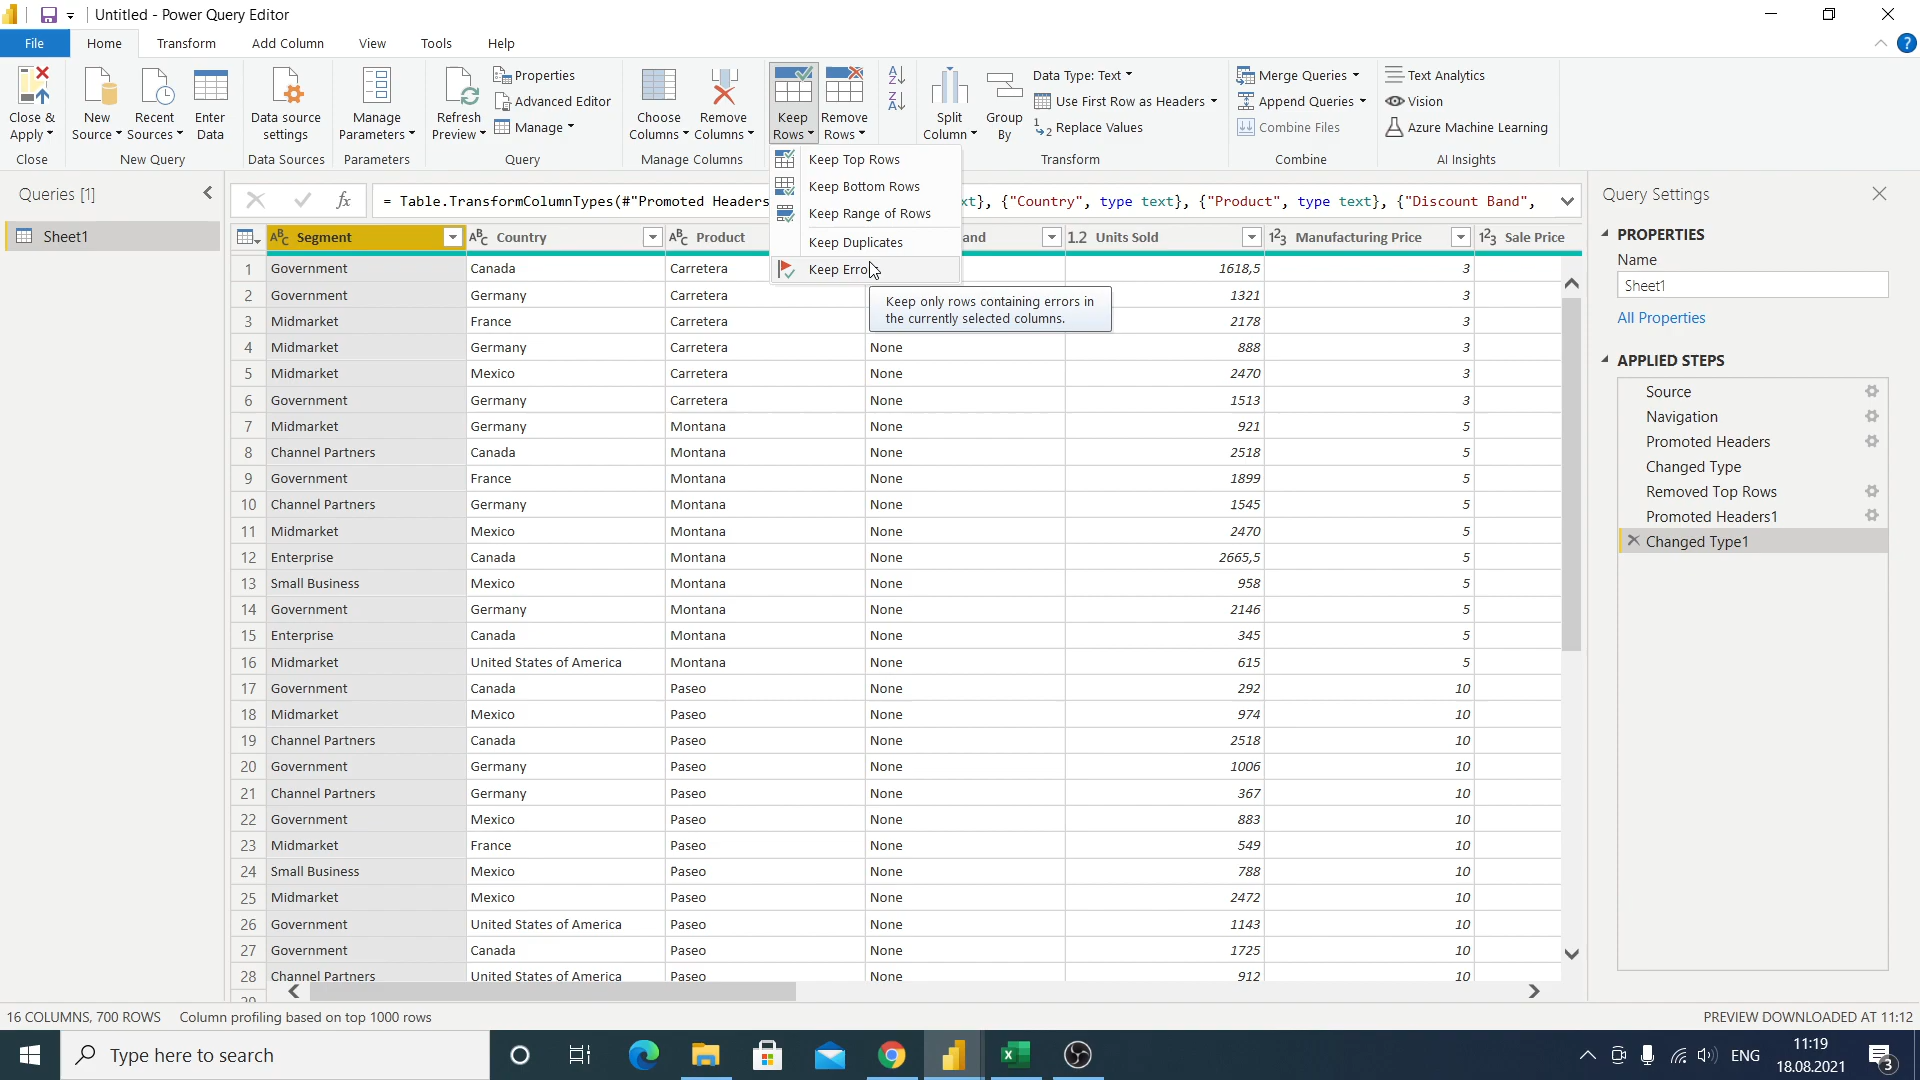 Untitled - Power Query Editor
File Home Transform Add Column View Tools Help
Close & Apply
Close
New Source
Recent Sources
Enter Data
New Query
Data source settings
Data Sources
Manage Parameters
Parameters
Refresh Preview
Properties
Advanced Editor
Manage
Query
Choose Columns
Remove Columns
Manage Columns
Keep Rows
Remove Rows
Split Column
Group By
Data Type: Text
Use First Row as Headers
Replace Values
Transform
Merge Queries
Append Queries
Combine Files
Combine
Text Analytics
Vision
Azure Machine Learning
AI Insights
Keep Top Rows
Keep Bottom Rows
Keep Range of Rows
Keep Duplicates
Keep Erro
Keep only rows containing errors in
the currently selected columns.
Queries [1]
Sheet1
fx = Table.TransformColumnTypes(#"Promoted Headers xt}, {"Country", type text}, {"Product", type text}, {"Discount Band",
ABC Segment ABC Country ABC Product and 1.2 Units Sold 123 Manufacturing Price 123 Sale Price
1 Government Canada Carretera 1618,5 3
2 Government Germany Carretera 1321 3
3 Midmarket France Carretera 2178 3
4 Midmarket Germany Carretera None 888 3
5 Midmarket Mexico Carretera None 2470 3
6 Government Germany Carretera None 1513 3
7 Midmarket Germany Montana None 921 5
8 Channel Partners Canada Montana None 2518 5
9 Government France Montana None 1899 5
10 Channel Partners Germany Montana None 1545 5
11 Midmarket Mexico Montana None 2470 5
12 Enterprise Canada Montana None 2665,5 5
13 Small Business Mexico Montana None 958 5
14 Government Germany Montana None 2146 5
15 Enterprise Canada Montana None 345 5
16 Midmarket United States of America Montana None 615 5
17 Government Canada Paseo None 292 10
18 Midmarket Mexico Paseo None 974 10
19 Channel Partners Canada Paseo None 2518 10
20 Government Germany Paseo None 1006 10
21 Channel Partners Germany Paseo None 367 10
22 Government Mexico Paseo None 883 10
23 Midmarket France Paseo None 549 10
24 Small Business Mexico Paseo None 788 10
25 Midmarket Mexico Paseo None 2472 10
26 Government United States of America Paseo None 1143 10
27 Government Canada Paseo None 1725 10
28 Channel Partners United States of America Paseo None 912 10
Query Settings
PROPERTIES
Name
Sheet1
All Properties
APPLIED STEPS
Source
Navigation
Promoted Headers
Changed Type
Removed Top Rows
Promoted Headers1
Changed Type1
16 COLUMNS, 700 ROWS Column profiling based on top 1000 rows PREVIEW DOWNLOADED AT 11:12
Type here to search
ENG
11:19
18.08.2021
3